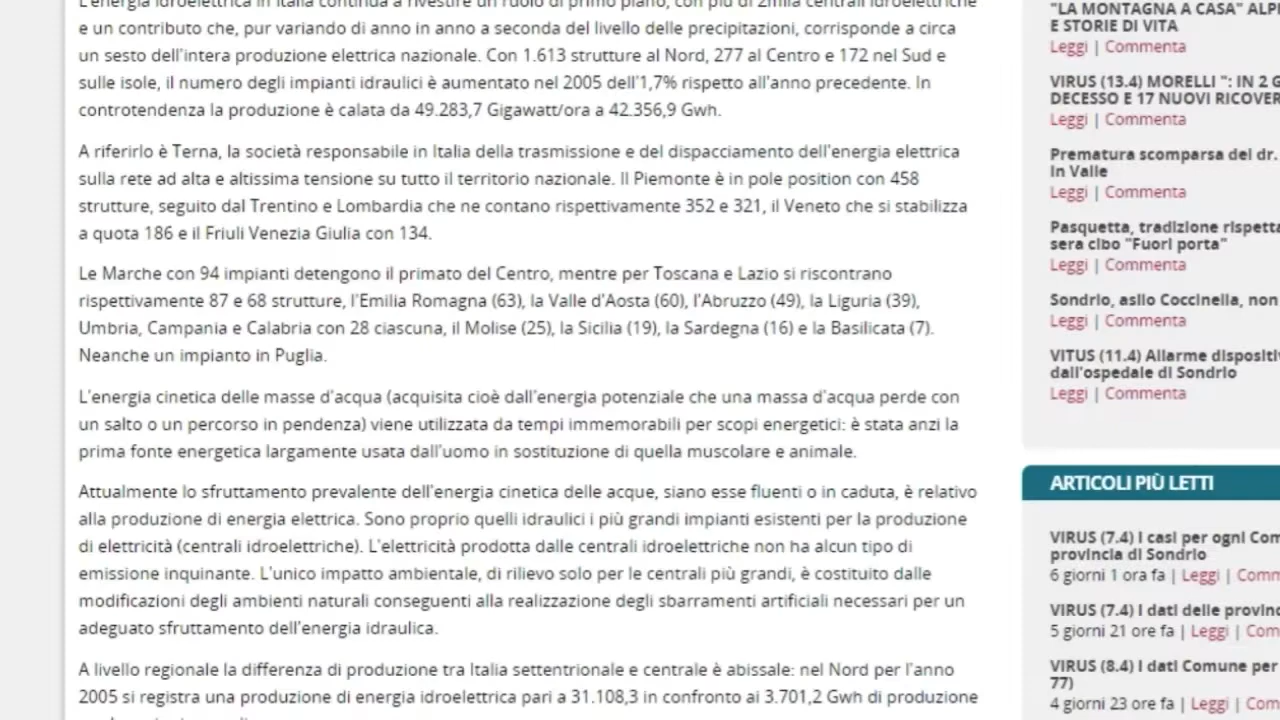 L'energia idroelettrica in Italia continua a rivestire un ruolo di primo piano, con più di 2mila centrali idroelettriche
e un contributo che, pur variando di anno in anno a seconda del livello delle precipitazioni, corrisponde a circa
un sesto dell'intera produzione elettrica nazionale. Con 1.613 strutture al Nord, 277 al Centro e 172 nel Sud e
sulle isole, il numero degli impianti idraulici è aumentato nel 2005 dell'1,7% rispetto all'anno precedente. In
controtendenza la produzione è calata da 49.283,7 Gigawatt/ora a 42.356,9 Gwh.
A riferirlo è Terna, la società responsabile in Italia della trasmissione e del dispacciamento dell'energia elettrica
sulla rete ad alta e altissima tensione su tutto il territorio nazionale. Il Piemonte è in pole position con 458
strutture, seguito dal Trentino e Lombardia che ne contano rispettivamente 352 e 321, il Veneto che si stabilizza
a quota 186 e il Friuli Venezia Giulia con 134.
Le Marche con 94 impianti detengono il primato del Centro, mentre per Toscana e Lazio si riscontrano
rispettivamente 87 e 68 strutture, l'Emilia Romagna (63), la Valle d'Aosta (60), l'Abruzzo (49), la Liguria (39),
Umbria, Campania e Calabria con 28 ciascuna, il Molise (25), la Sicilia (19), la Sardegna (16) e la Basilicata (7).
Neanche un impianto in Puglia.
L'energia cinetica delle masse d'acqua (acquisita cioè dall'energia potenziale che una massa d'acqua perde con
un salto o un percorso in pendenza) viene utilizzata da tempi immemorabili per scopi energetici: è stata anzi la
prima fonte energetica largamente usata dall'uomo in sostituzione di quella muscolare e animale.
Attualmente lo sfruttamento prevalente dell'energia cinetica delle acque, siano esse fluenti o in caduta, è relativo
alla produzione di energia elettrica. Sono proprio quelli idraulici i più grandi impianti esistenti per la produzione
di elettricità (centrali idroelettriche). L'elettricità prodotta dalle centrali idroelettriche non ha alcun tipo di
emissione inquinante. L'unico impatto ambientale, di rilievo solo per le centrali più grandi, è costituito dalle
modificazioni degli ambienti naturali conseguenti alla realizzazione degli sbarramenti artificiali necessari per un
adeguato sfruttamento dell'energia idraulica.
A livello regionale la differenza di produzione tra Italia settentrionale e centrale è abissale: nel Nord per l'anno
2005 si registra una produzione di energia idroelettrica pari a 31.108,3 in confronto ai 3.701,2 Gwh di produzione
"LA MONTAGNA A CASA" ALPI
E STORIE DI VITA
Leggi | Commenta
VIRUS (13.4) MORELLI ": IN 2 G
DECESSO E 17 NUOVI RICOVER
Leggi | Commenta
Prematura scomparsa del dr.
in Valle
Leggi | Commenta
Pasquetta, tradizione rispetta
sera cibo "Fuori porta"
Leggi | Commenta
Sondrio, asilo Coccinella, non
Leggi | Commenta
VITUS (11.4) Allarme dispositiv
dall'ospedale di Sondrio
Leggi | Commenta
ARTICOLI PIÙ LETTI
VIRUS (7.4) I casi per ogni Com
provincia di Sondrio
6 giorni 1 ora fa | Leggi | Comm
VIRUS (7.4) I dati delle provinc
5 giorni 21 ore fa | Leggi | Com
VIRUS (8.4) I dati Comune per
77)
4 giorni 23 ore fa | Leggi | Com